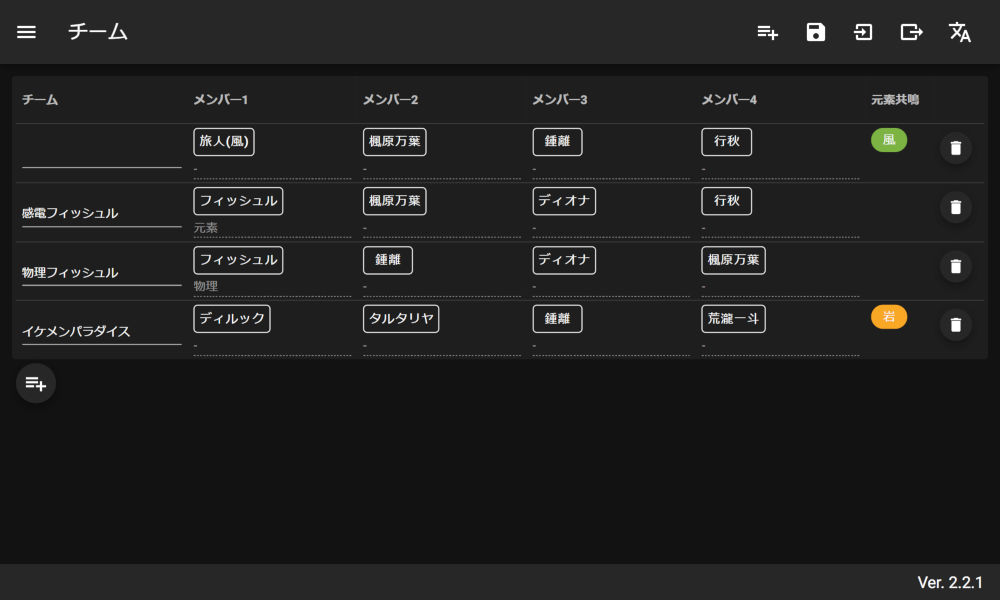 チーム
チーム メンバー1 メンバー2 メンバー3 メンバー4 元素共鳴
旅人(風) 楓原万葉 鍾離 行秋 風
- - - -
感電フィッシュル フィッシュル 楓原万葉 ディオナ 行秋
元素 - - -
物理フィッシュル フィッシュル 鍾離 ディオナ 楓原万葉
物理 - - -
イケメンパラダイス ディルック タルタリヤ 鍾離 荒瀧一斗 岩
- - - -
Ver. 2.2.1